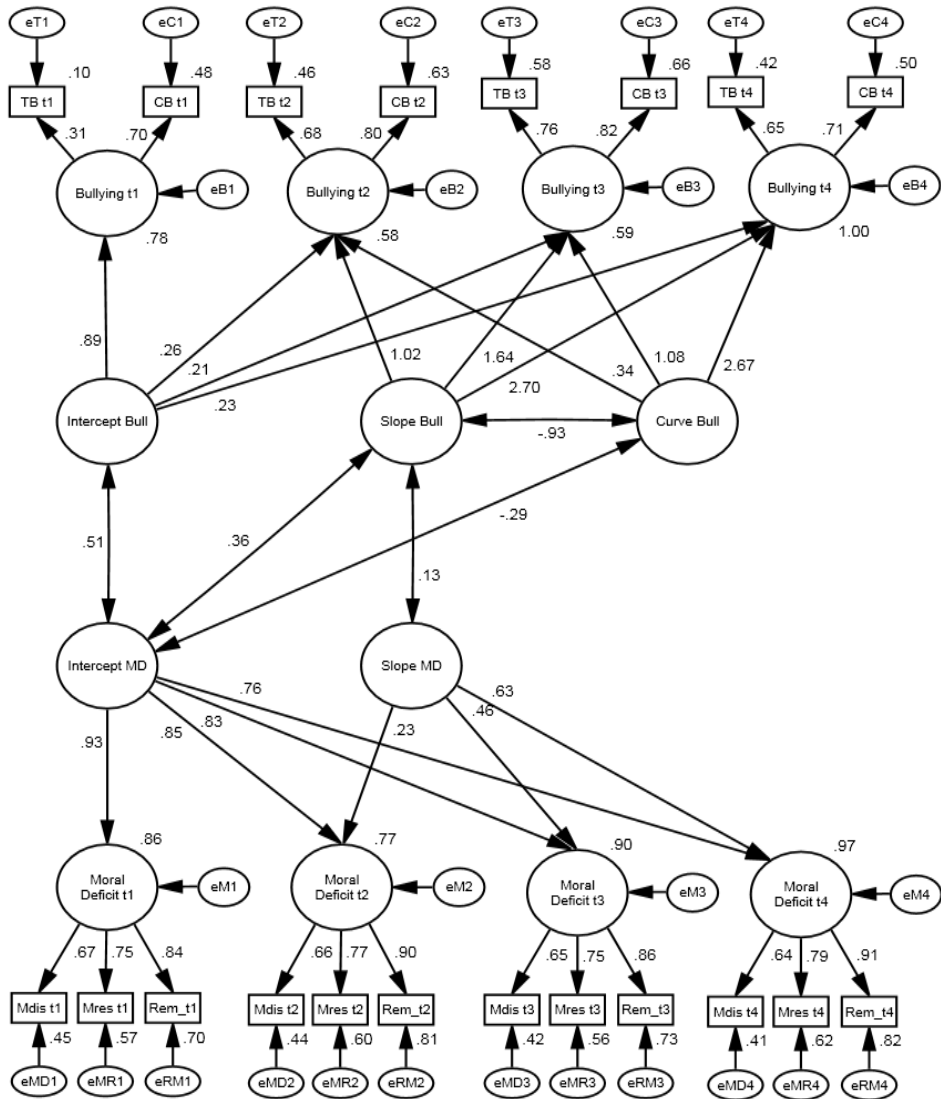 eT1 eC1 eT2 eC2 eT3 eC3 eT4 eC4
.10 .48 .46 .63 .58 .66 .42 .50
TB t1 CB t1 TB t2 CB t2 TB t3 CB t3 TB t4 CB t4
.31 .70 .68 .80 .76 .82 .65 .71
Bullying t1 eB1 Bullying t2 eB2 Bullying t3 eB3 Bullying t4 eB4
.78 .58 .59 1.00
.89 .26 .21 .23 1.02 1.64 2.70 .34 1.08 2.67
Intercept Bull Slope Bull -.93 Curve Bull
.51 .36 -.29
.13
Intercept MD Slope MD
.93 .85 .83 .76 .23 .46 .63
.86 .77 .90 .97
Moral
Deficit t1
eM1
Moral
Deficit t2
eM2
Moral
Deficit t3
eM3
Moral
Deficit t4
eM4
.67 .75 .84 .66 .77 .90 .65 .75 .86 .64 .79 .91
Mdis t1 Mres t1 Rem_t1 Mdis t2 Mres t2 Rem_t2 Mdis t3 Mres t3 Rem_t3 Mdis t4 Mres t4 Rem_t4
.45 .57 .70 .44 .60 .81 .42 .56 .73 .41 .62 .82
eMD1 eMR1 eRM1 eMD2 eMR2 eRM2 eMD3 eMR3 eRM3 eMD4 eMR4 eRM4